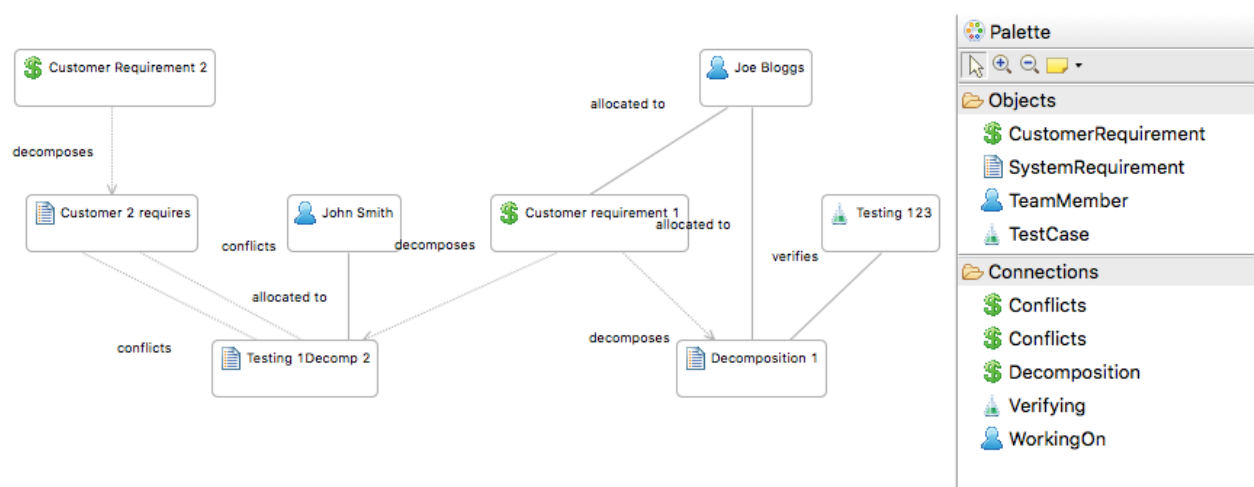 Customer Requirement 2
Joe Bloggs
allocated to
decomposes
Customer 2 requires
John Smith
Customer requirement 1
Testing 123
allocated to
conflicts
decomposes
verifies
allocated to
conflicts
decomposes
Testing 1Decomp 2
Decomposition 1
Palette
Objects
CustomerRequirement
SystemRequirement
TeamMember
TestCase
Connections
Conflicts
Conflicts
Decomposition
Verifying
WorkingOn